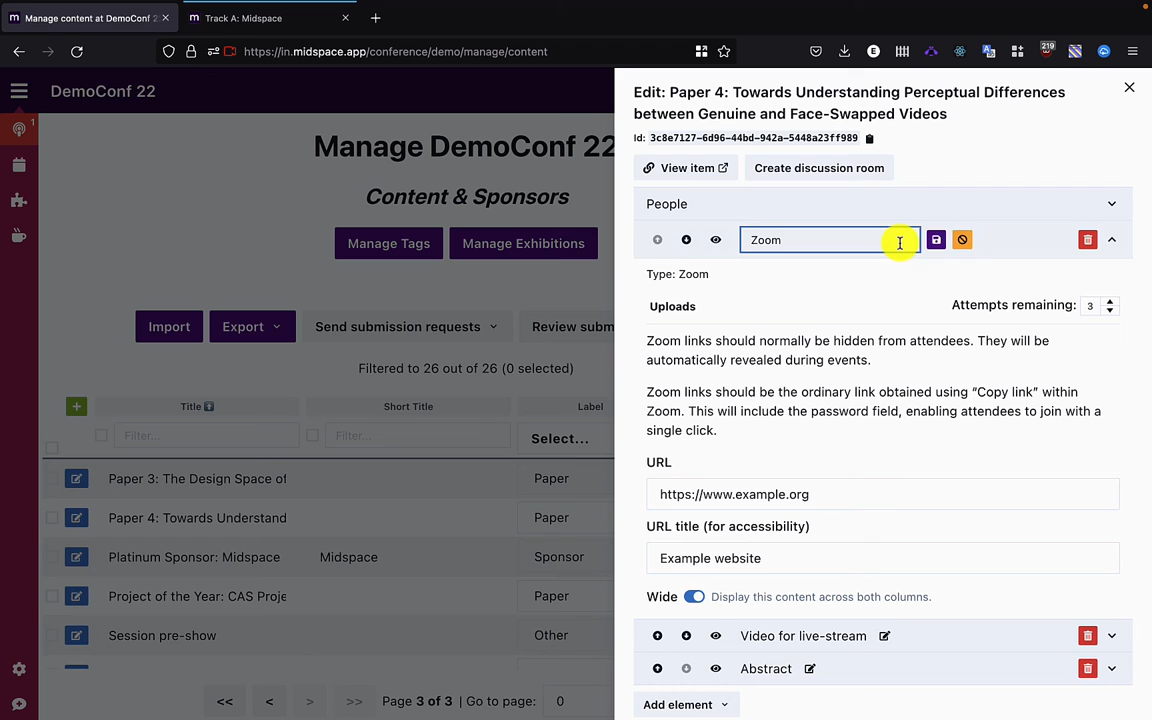 Manage content at DemoConf 2
Track A: Midspace
https://in.midspace.app/conference/demo/manage/content
219
DemoConf 22
1
Manage DemoConf 22
Content & Sponsors
Manage Tags
Manage Exhibitions
Import
Export
Send submission requests
Review subm
Filtered to 26 out of 26 (0 selected)
Title
Short Title
Label
Filter...
Filter...
Select...
Paper 3: The Design Space of
Paper
Paper 4: Towards Understand
Paper
Platinum Sponsor: Midspace
Midspace
Sponsor
Project of the Year: CAS Proje
Paper
Session pre-show
Other
<<
<
>
>>
Page 3 of 3 | Go to page:
0
Edit: Paper 4: Towards Understanding Perceptual Differences
between Genuine and Face-Swapped Videos
Id: 3c8e7127-6d96-44bd-942a-5448a23ff989
View item
Create discussion room
People
Zoom
Type: Zoom
Uploads
Attempts remaining: 3
Zoom links should normally be hidden from attendees. They will be
automatically revealed during events.
Zoom links should be the ordinary link obtained using “Copy link” within
Zoom. This will include the password field, enabling attendees to join with a
single click.
URL
https://www.example.org
URL title (for accessibility)
Example website
Wide
Display this content across both columns.
Video for live-stream
Abstract
Add element